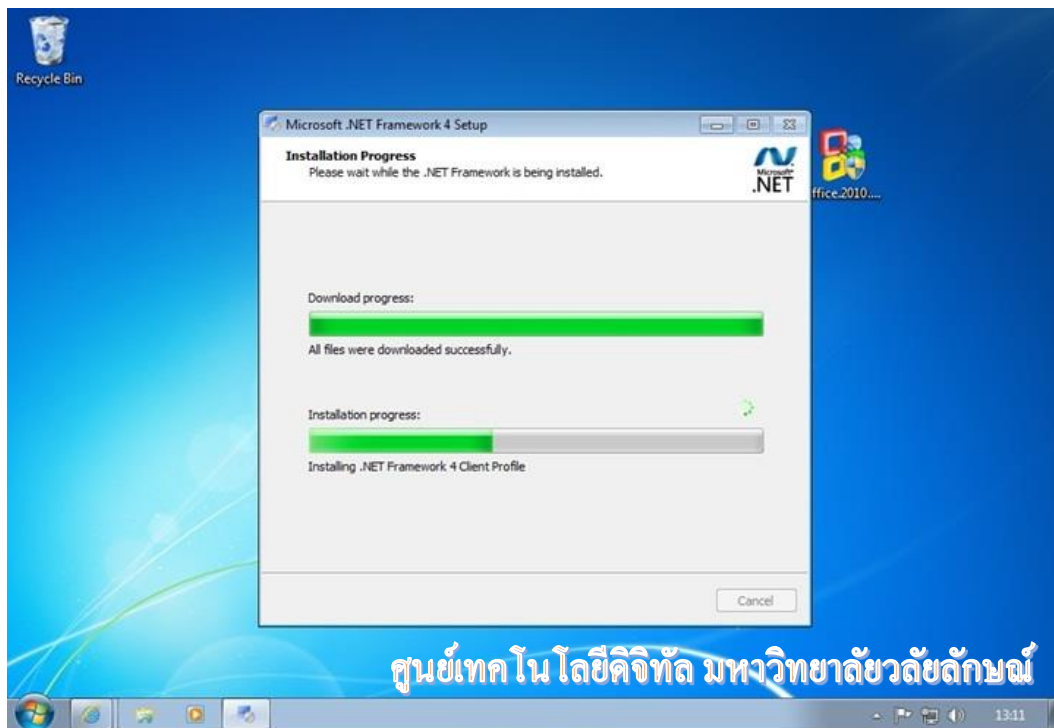 Recycle Bin
Microsoft .NET Framework 4 Setup
Installation Progress
Please wait while the .NET Framework is being installed.
Microsoft
.NET
ffice.2010....
Download progress:
All files were downloaded successfully.
Installation progress:
Installing .NET Framework 4 Client Profile
Cancel
ศูนย์เทคโนโลยีดิจิทัล มหาวิทยาลัยวลัยลักษณ์
13:11